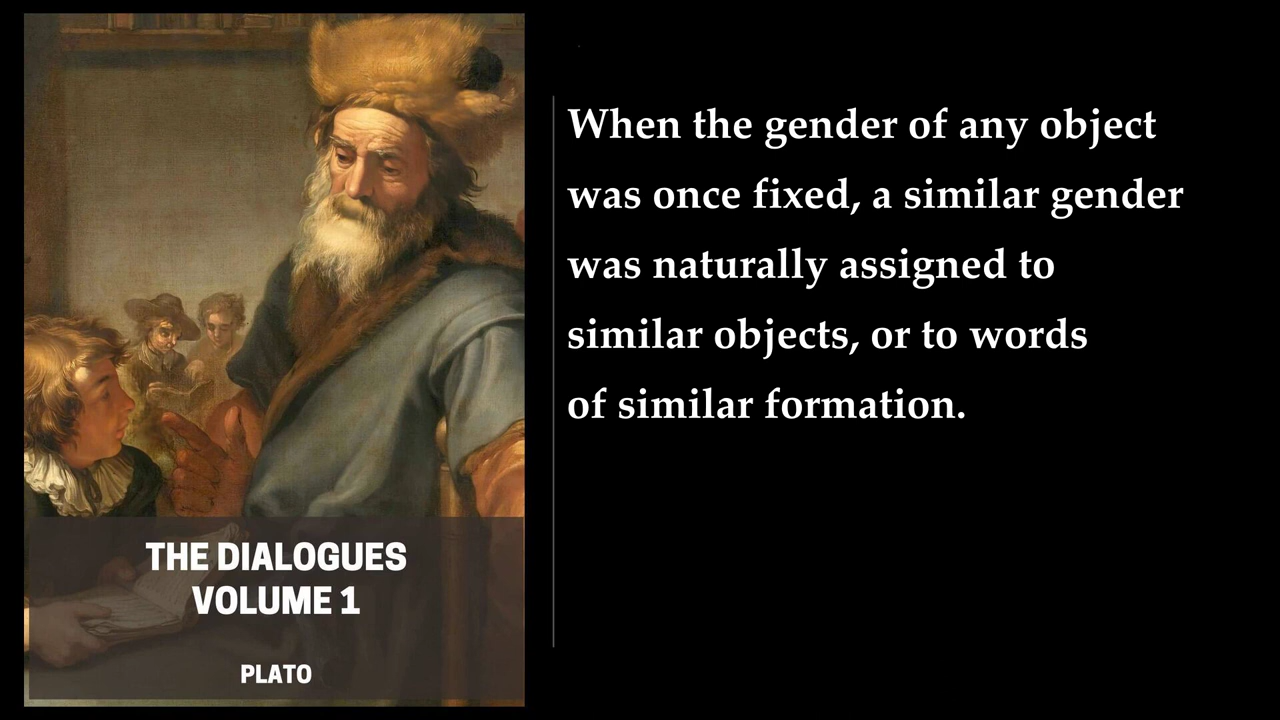 When the gender of any object
was once fixed, a similar gender
was naturally assigned to
similar objects, or to words
of similar formation.
THE DIALOGUES
VOLUME 1
PLATO